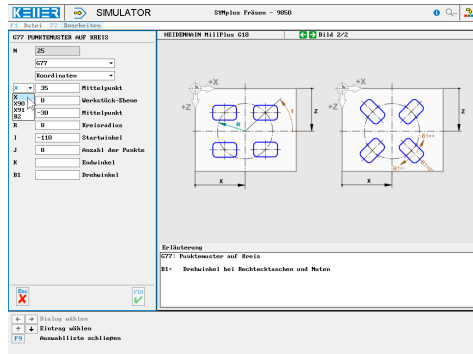 KELLER SIMULATOR SYMplus Fräsen - 9050
F1 Datei F2 Bearbeiten
G77 PUNKTEMUSTER AUF KREIS
HEIDENHAIN MillPlus G18 Bild 2/2
N 25
G77
Koordinaten
X 35 Mittelpunkt
X
X90 0 Werkstück-Ebene
X91
B2 -30 Mittelpunkt
R 0 Kreisradius
I -110 Startwinkel
J 8 Anzahl der Punkte
K Endwinkel
B1 Drehwinkel
+X +X
+Z +Z
I
R
Z Z
B1=+
B1=-
X X
Erläuterung
G77: Punktemuster auf Kreis
B1= Drehwinkel bei Rechtecktaschen und Nuten
Esc F10
Dialog wählen
Eintrag wählen
F9 Auswahlliste schließen